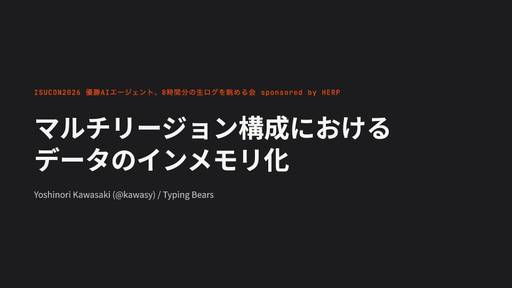 ISUCON2026 優勝AIエージェント、8時間分の生ログを眺める会 sponsored by HERP
マルチリージョン構成における
データのインメモリ化
Yoshinori Kawasaki (@kawasy) / Typing Bears